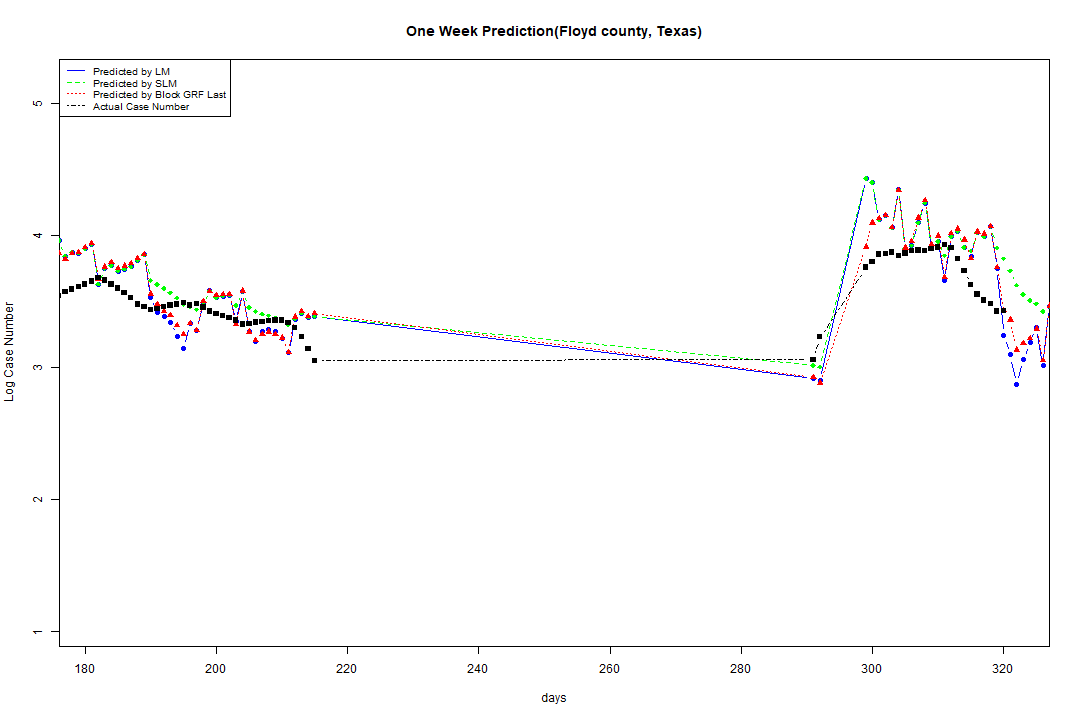 One Week Prediction(Floyd county, Texas)
Predicted by LM
Predicted by SLM
Predicted by Block GRF Last
Actual Case Number
5
4
3
2
1
Log Case Number
180 200 220 240 260 280 300 320
days